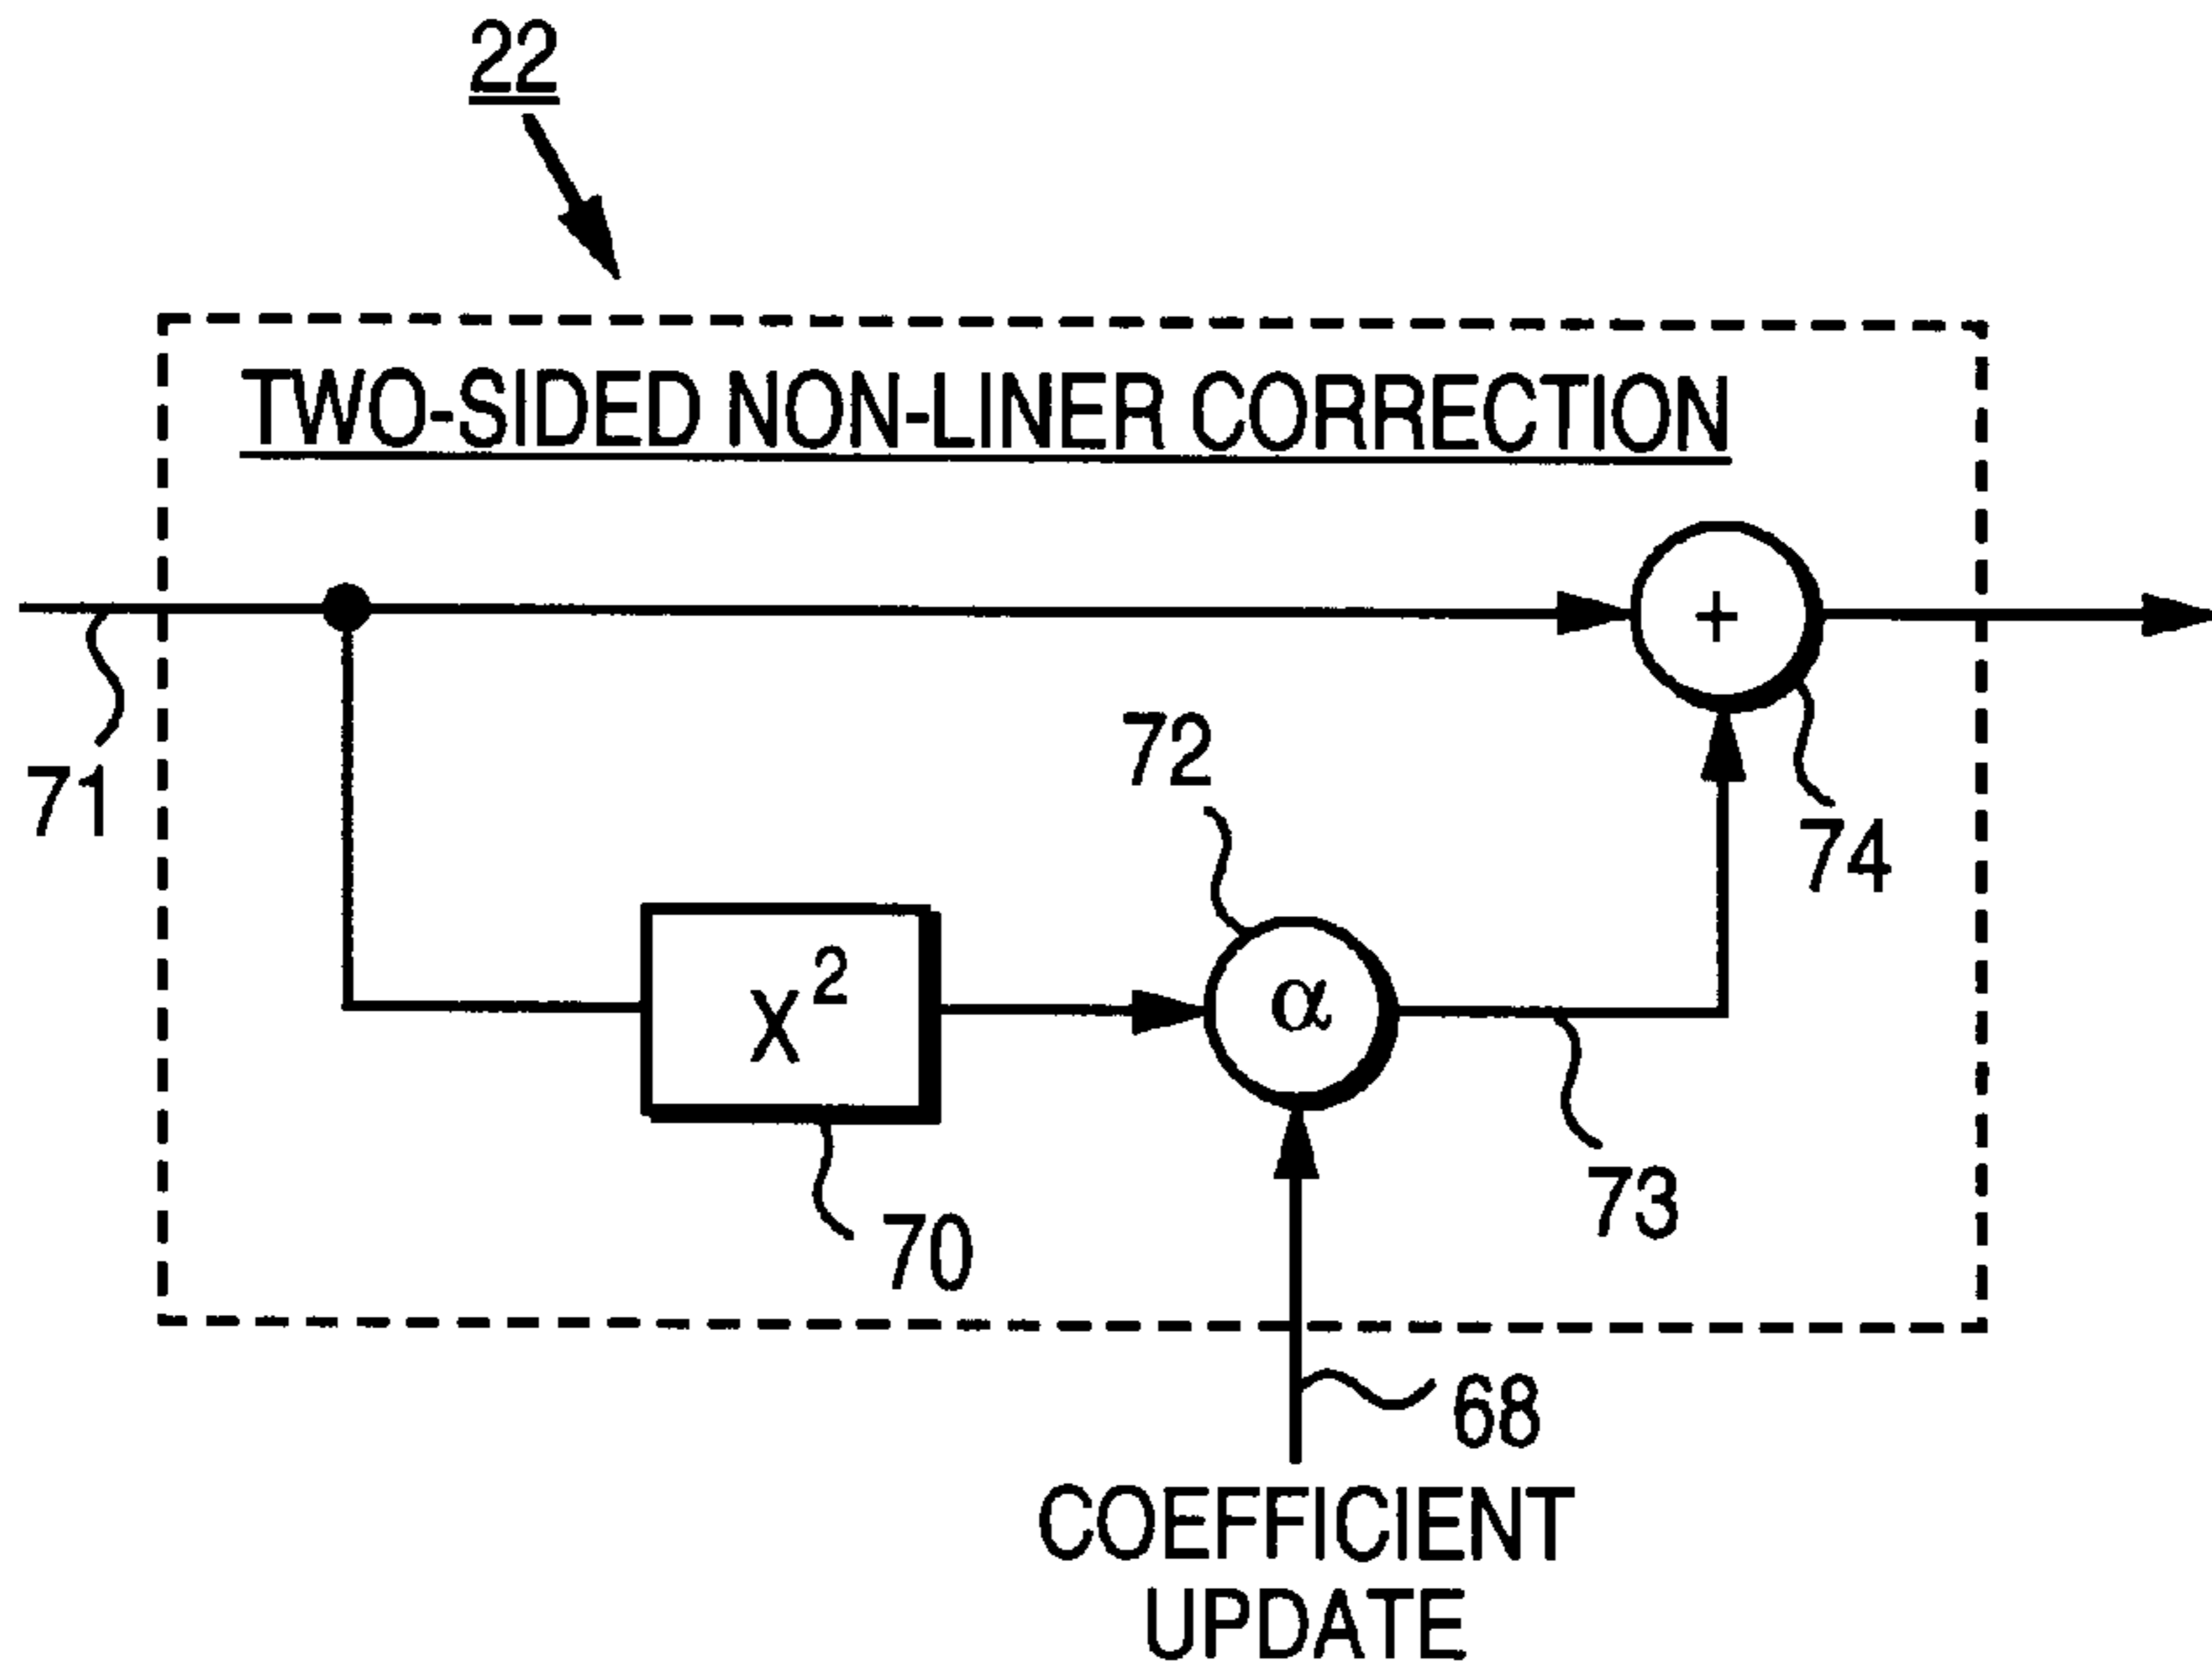 22
TWO-SIDED NON-LINER CORRECTION
+
71
72
74
X²
α
73
70
68
COEFFICIENT
UPDATE